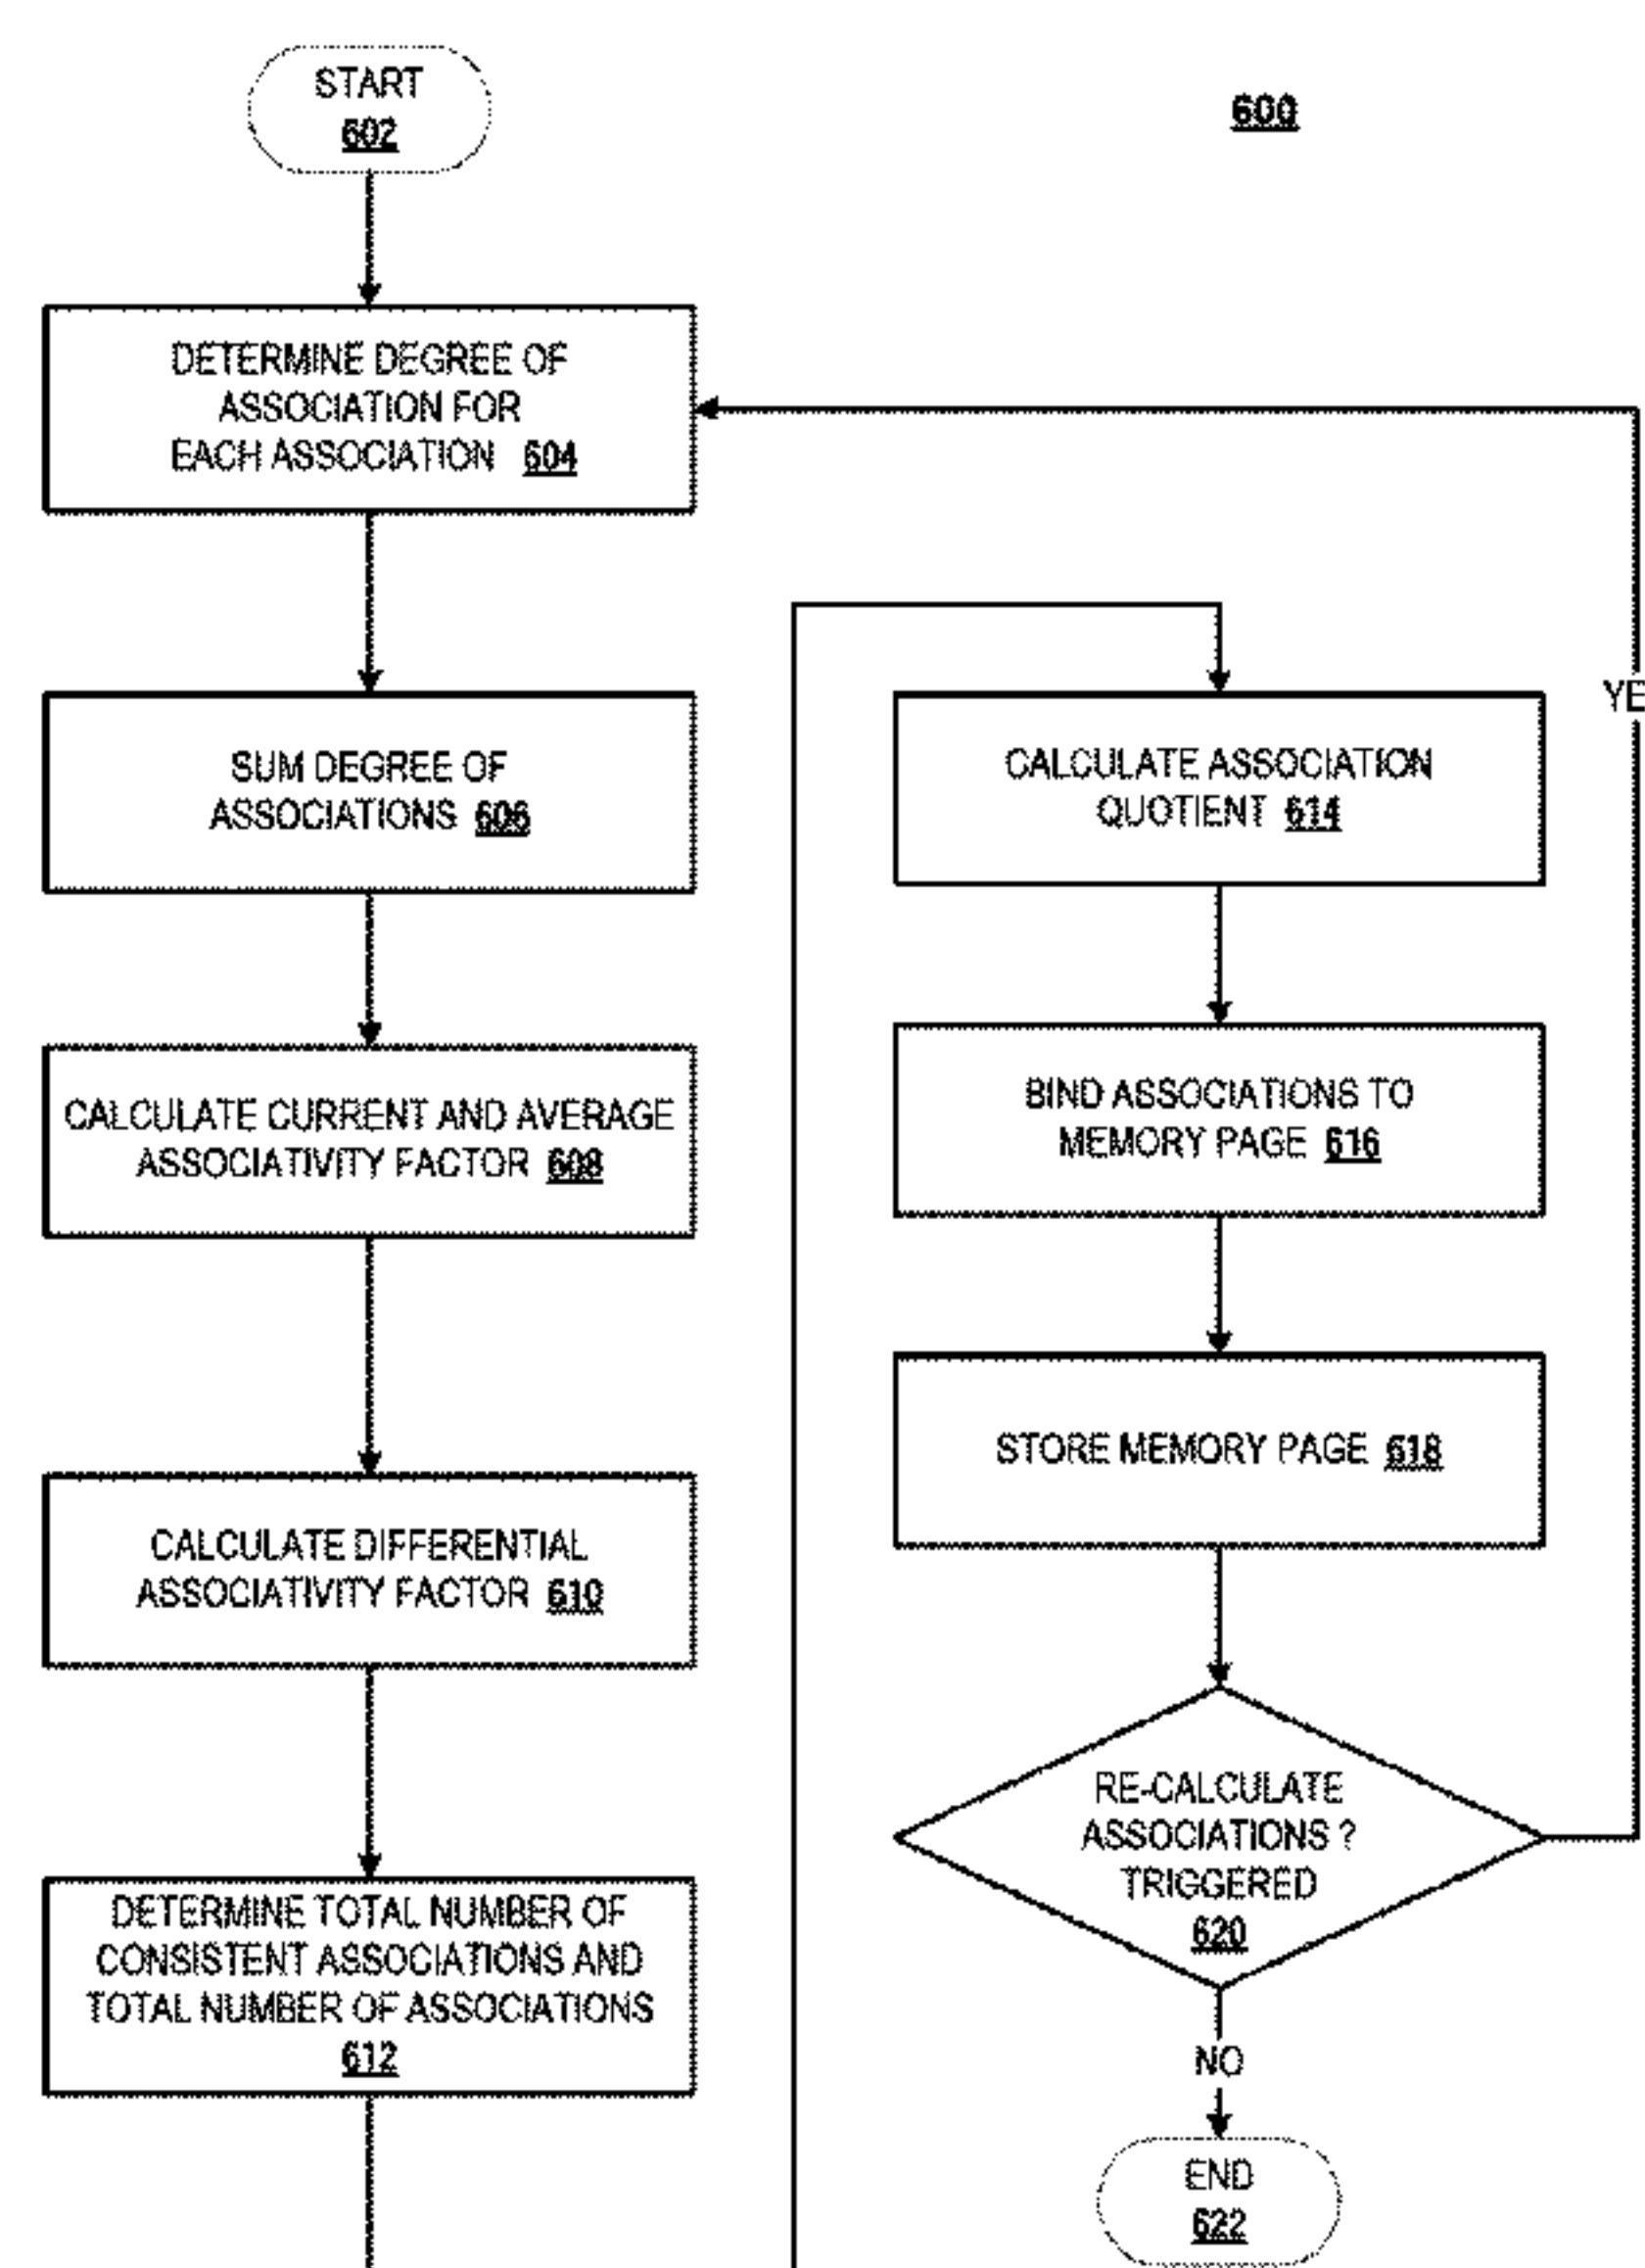 START
602
600
DETERMINE DEGREE OF
ASSOCIATION FOR
EACH ASSOCIATION 604
SUM DEGREE OF
ASSOCIATIONS 606
CALCULATE CURRENT AND AVERAGE
ASSOCIATIVITY FACTOR 608
CALCULATE DIFFERENTIAL
ASSOCIATIVITY FACTOR 610
DETERMINE TOTAL NUMBER OF
CONSISTENT ASSOCIATIONS AND
TOTAL NUMBER OF ASSOCIATIONS
612
CALCULATE ASSOCIATION
QUOTIENT 614
BIND ASSOCIATIONS TO
MEMORY PAGE 616
STORE MEMORY PAGE 618
RE-CALCULATE
ASSOCIATIONS ?
TRIGGERED
620
YE
NO
END
622